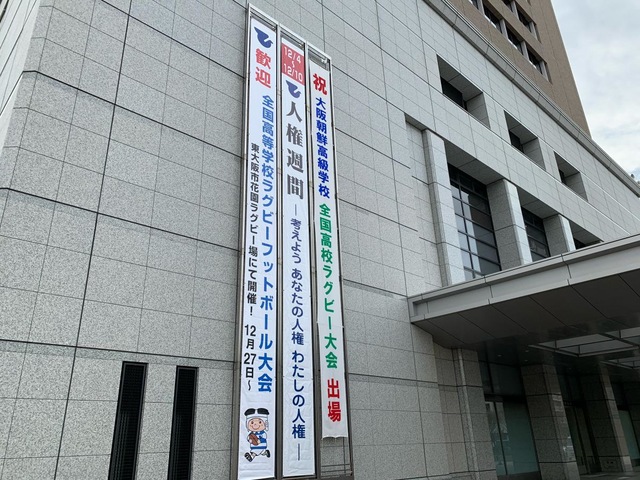 歓迎 全国高等学校ラグビーフットボール大会
東大阪市花園ラグビー場にて開催！ 12月27日～
12/4～12/10
人権週間 ―考えよう あなたの人権 わたしの人権―
祝 大阪朝鮮高級学校 全国高校ラグビー大会 出場